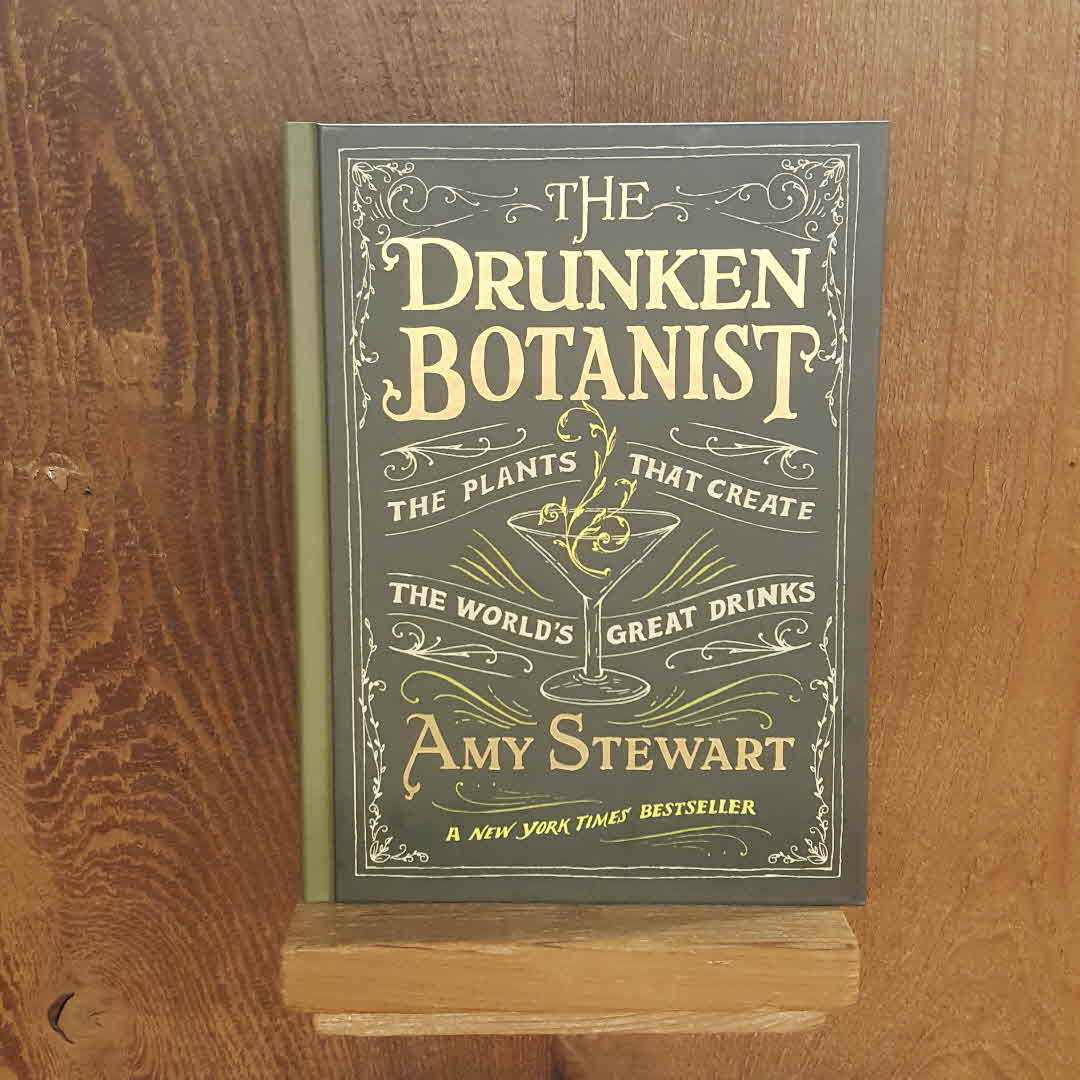 THE
DRUNKEN
BOTANIST
THE PLANTS THAT CREATE
THE WORLD'S GREAT DRINKS
AMY STEWART
A NEW YORK TIMES BESTSELLER